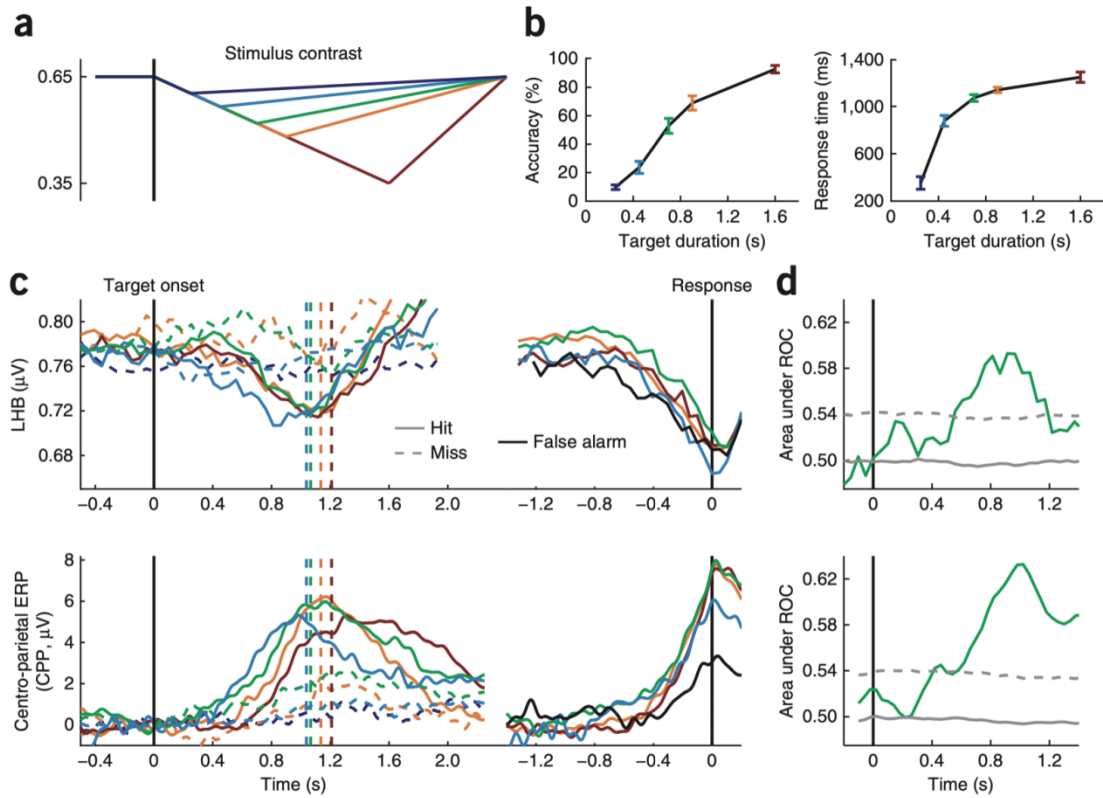 a
Stimulus contrast
0.65
0.35
b
Accuracy (%)
100
80
60
40
20
0
0 0.4 0.8 1.2 1.6
Target duration (s)
Response time (ms)
1,400
1,000
600
200
0 0.4 0.8 1.2 1.6
Target duration (s)
c
Target onset
Response
LHB (μV)
0.80
0.76
0.72
0.68
Hit
Miss
False alarm
−0.4 0 0.4 0.8 1.2 1.6 2.0
−1.2 −0.8 −0.4 0
Centro-parietal ERP
(CPP, μV)
8
6
4
2
0
−0.4 0 0.4 0.8 1.2 1.6 2.0
−1.2 −0.8 −0.4 0
Time (s)
d
Area under ROC
0.62
0.54
0.50
0 0.4 0.8 1.2
Area under ROC
0.62
0.54
0.50
0 0.4 0.8 1.2
Time (s)